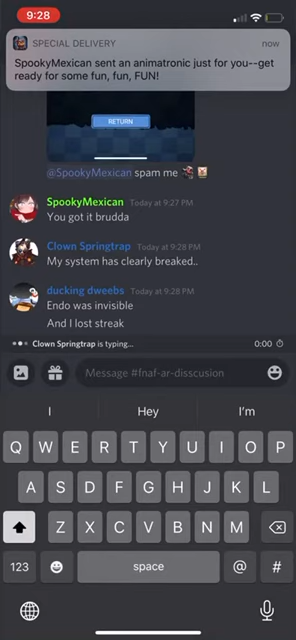 9:28
SPECIAL DELIVERY now
SpookyMexican sent an animatronic just for you--get
ready for some fun, fun, FUN!
RETURN
@SpookyMexican spam me
SpookyMexican Today at 9:27 PM
You got it brudda
Clown Springtrap Today at 9:28 PM
My system has clearly breaked..
ducking dweebs Today at 9:28 PM
Endo was invisible
And I lost streak
Clown Springtrap is typing... 0:00
Message #fnaf-ar-disscusion
I Hey I'm
Q W E R T Y U I O P
A S D F G H J K L
Z X C V B N M
123 space @ #